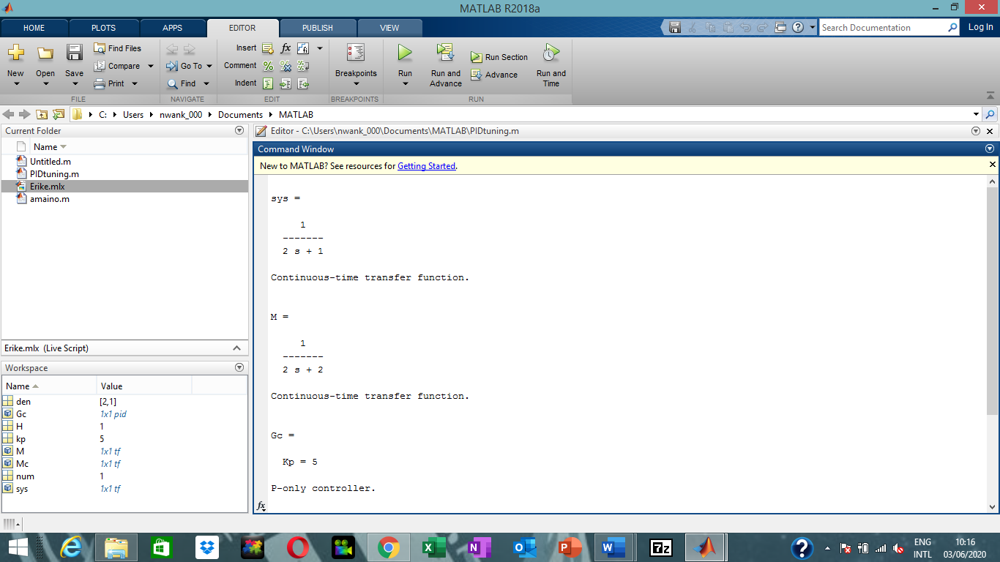 MATLAB R2018a
HOME PLOTS APPS EDITOR PUBLISH VIEW
Search Documentation Log In
New Open Save Find Files Compare Print
Go To Find
Insert fx
Comment
Indent
Breakpoints
Run Run and Advance Run Section Advance Run and Time
FILE NAVIGATE EDIT BREAKPOINTS RUN
C: Users nwank_000 Documents MATLAB
Current Folder
Name
Untitled.m
PIDtuning.m
Erike.mlx
amaino.m
Erike.mlx (Live Script)
Workspace
Name Value
den [2,1]
Gc 1x1 pid
H 1
kp 5
M 1x1 tf
Mc 1x1 tf
num 1
sys 1x1 tf
Editor - C:\Users\nwank_000\Documents\MATLAB\PIDtuning.m
Command Window
New to MATLAB? See resources for Getting Started.
sys =
1
-------
2 s + 1
Continuous-time transfer function.
M =
1
-------
2 s + 2
Continuous-time transfer function.
Gc =
Kp = 5
P-only controller.
fx
ENG
INTL
10:16
03/06/2020